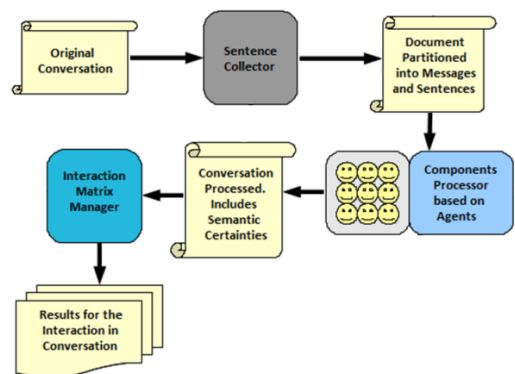 Original
Conversation
Sentence
Collector
Document
Partitioned
into Messages
and Sentences
Components
Processor
based on
Agents
Conversation
Processed.
Includes
Semantic
Certainties
Interaction
Matrix
Manager
Results for the
Interaction in
Conversation